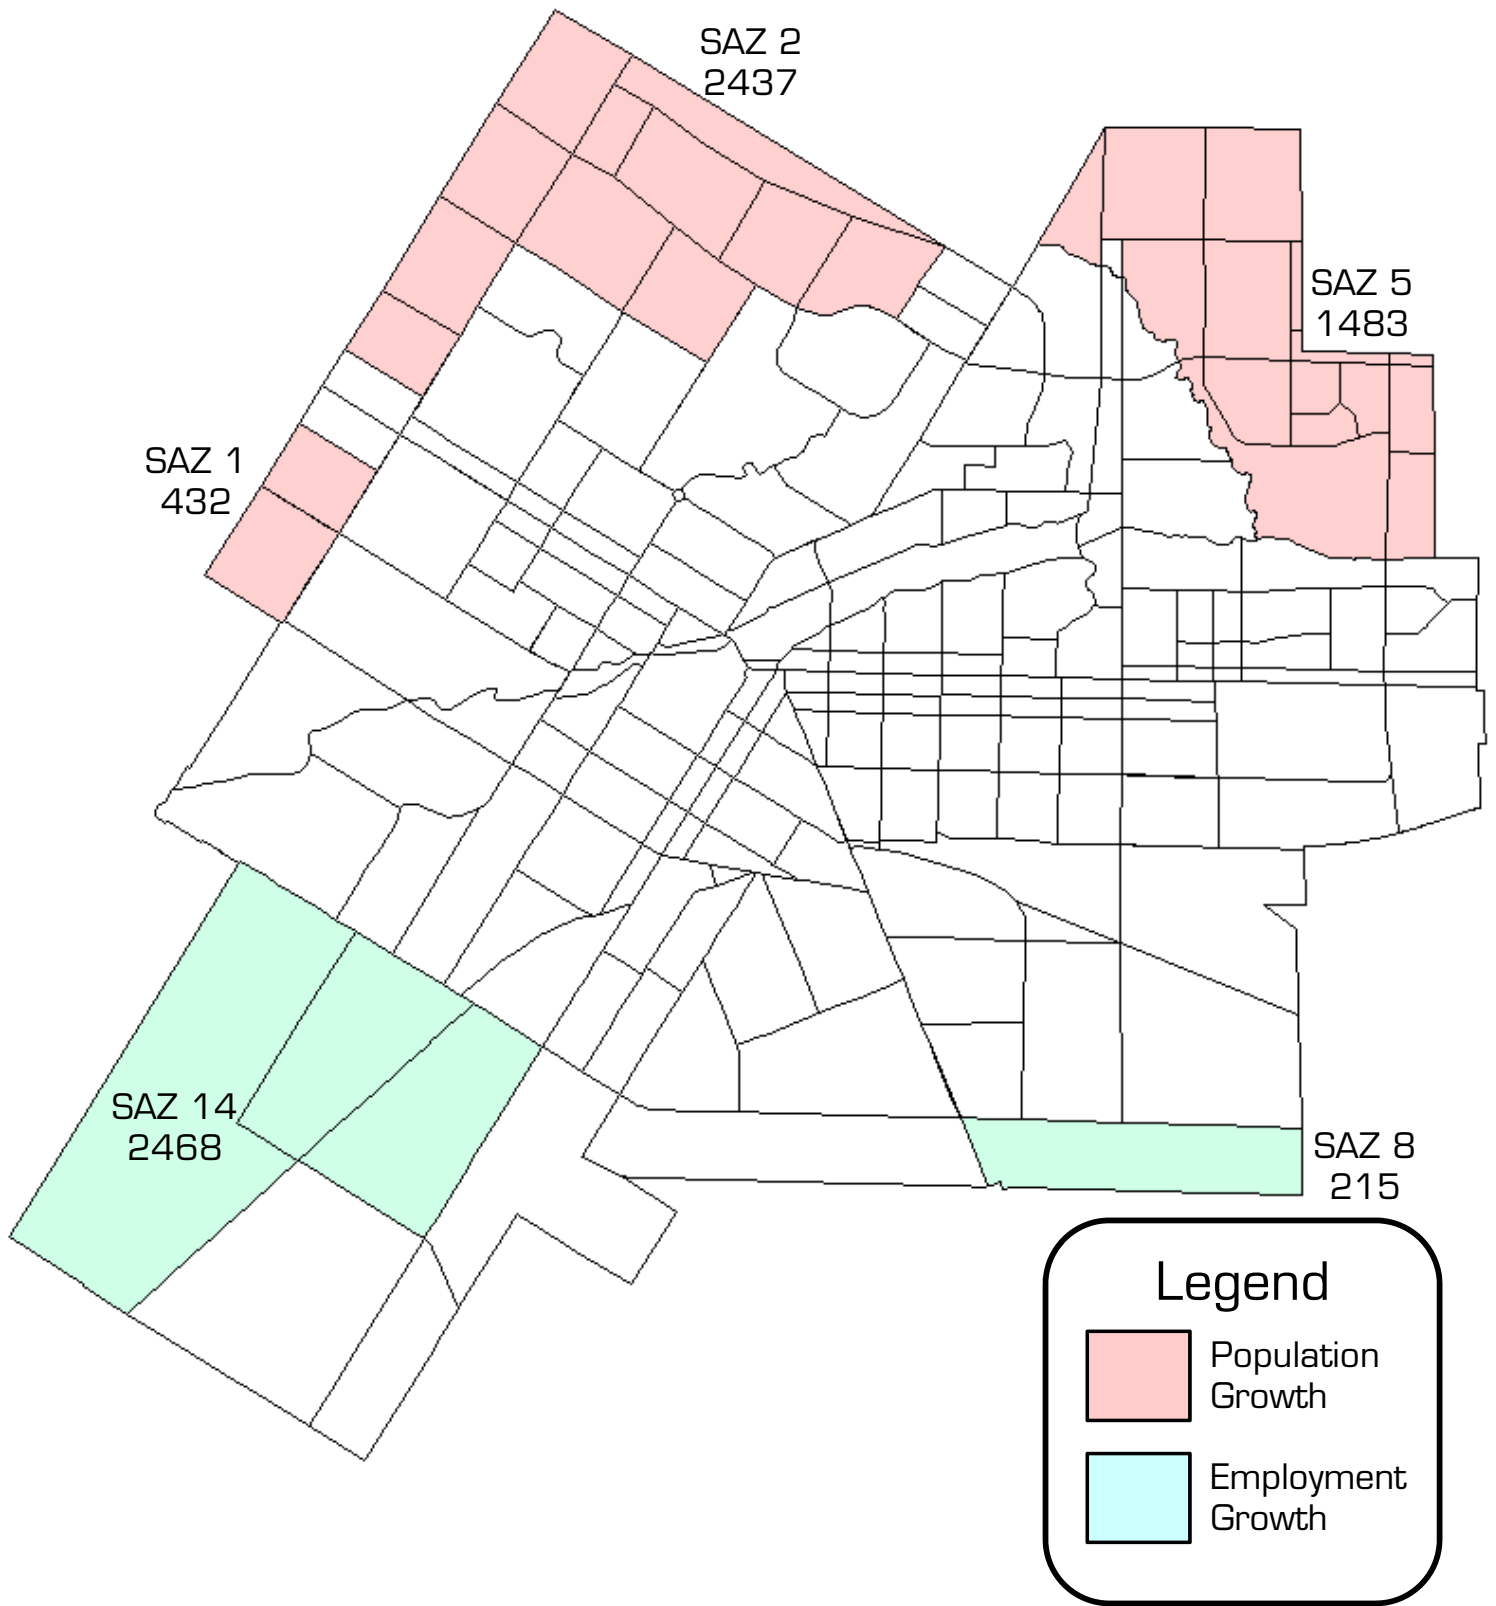 SAZ 2
2437
SAZ 5
1483
SAZ 1
432
SAZ 14
2468
SAZ 8
215
Legend
Population
Growth
Employment
Growth